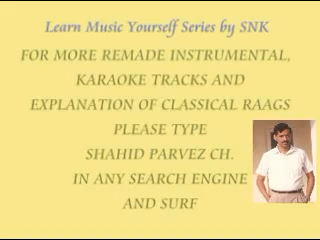 Learn Music Yourself Series by SNK
FOR MORE REMADE INSTRUMENTAL,
KARAOKE TRACKS AND
EXPLANATION OF CLASSICAL RAAGS
PLEASE TYPE
SHAHID PARVEZ CH.
IN ANY SEARCH ENGINE
AND SURF